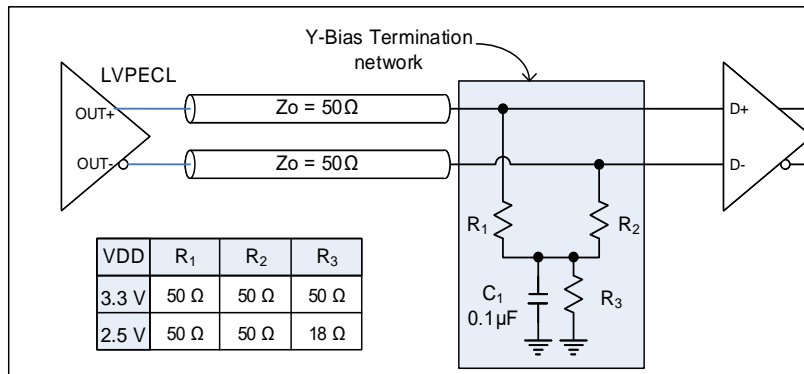 Y-Bias Termination
network
LVPECL
OUT+
Zo = 50Ω
D+
OUT-
Zo = 50Ω
D-
R1
R2
VDD R1 R2 R3
3.3 V 50 Ω 50 Ω 50 Ω
2.5 V 50 Ω 50 Ω 18 Ω
C1
0.1µF
R3